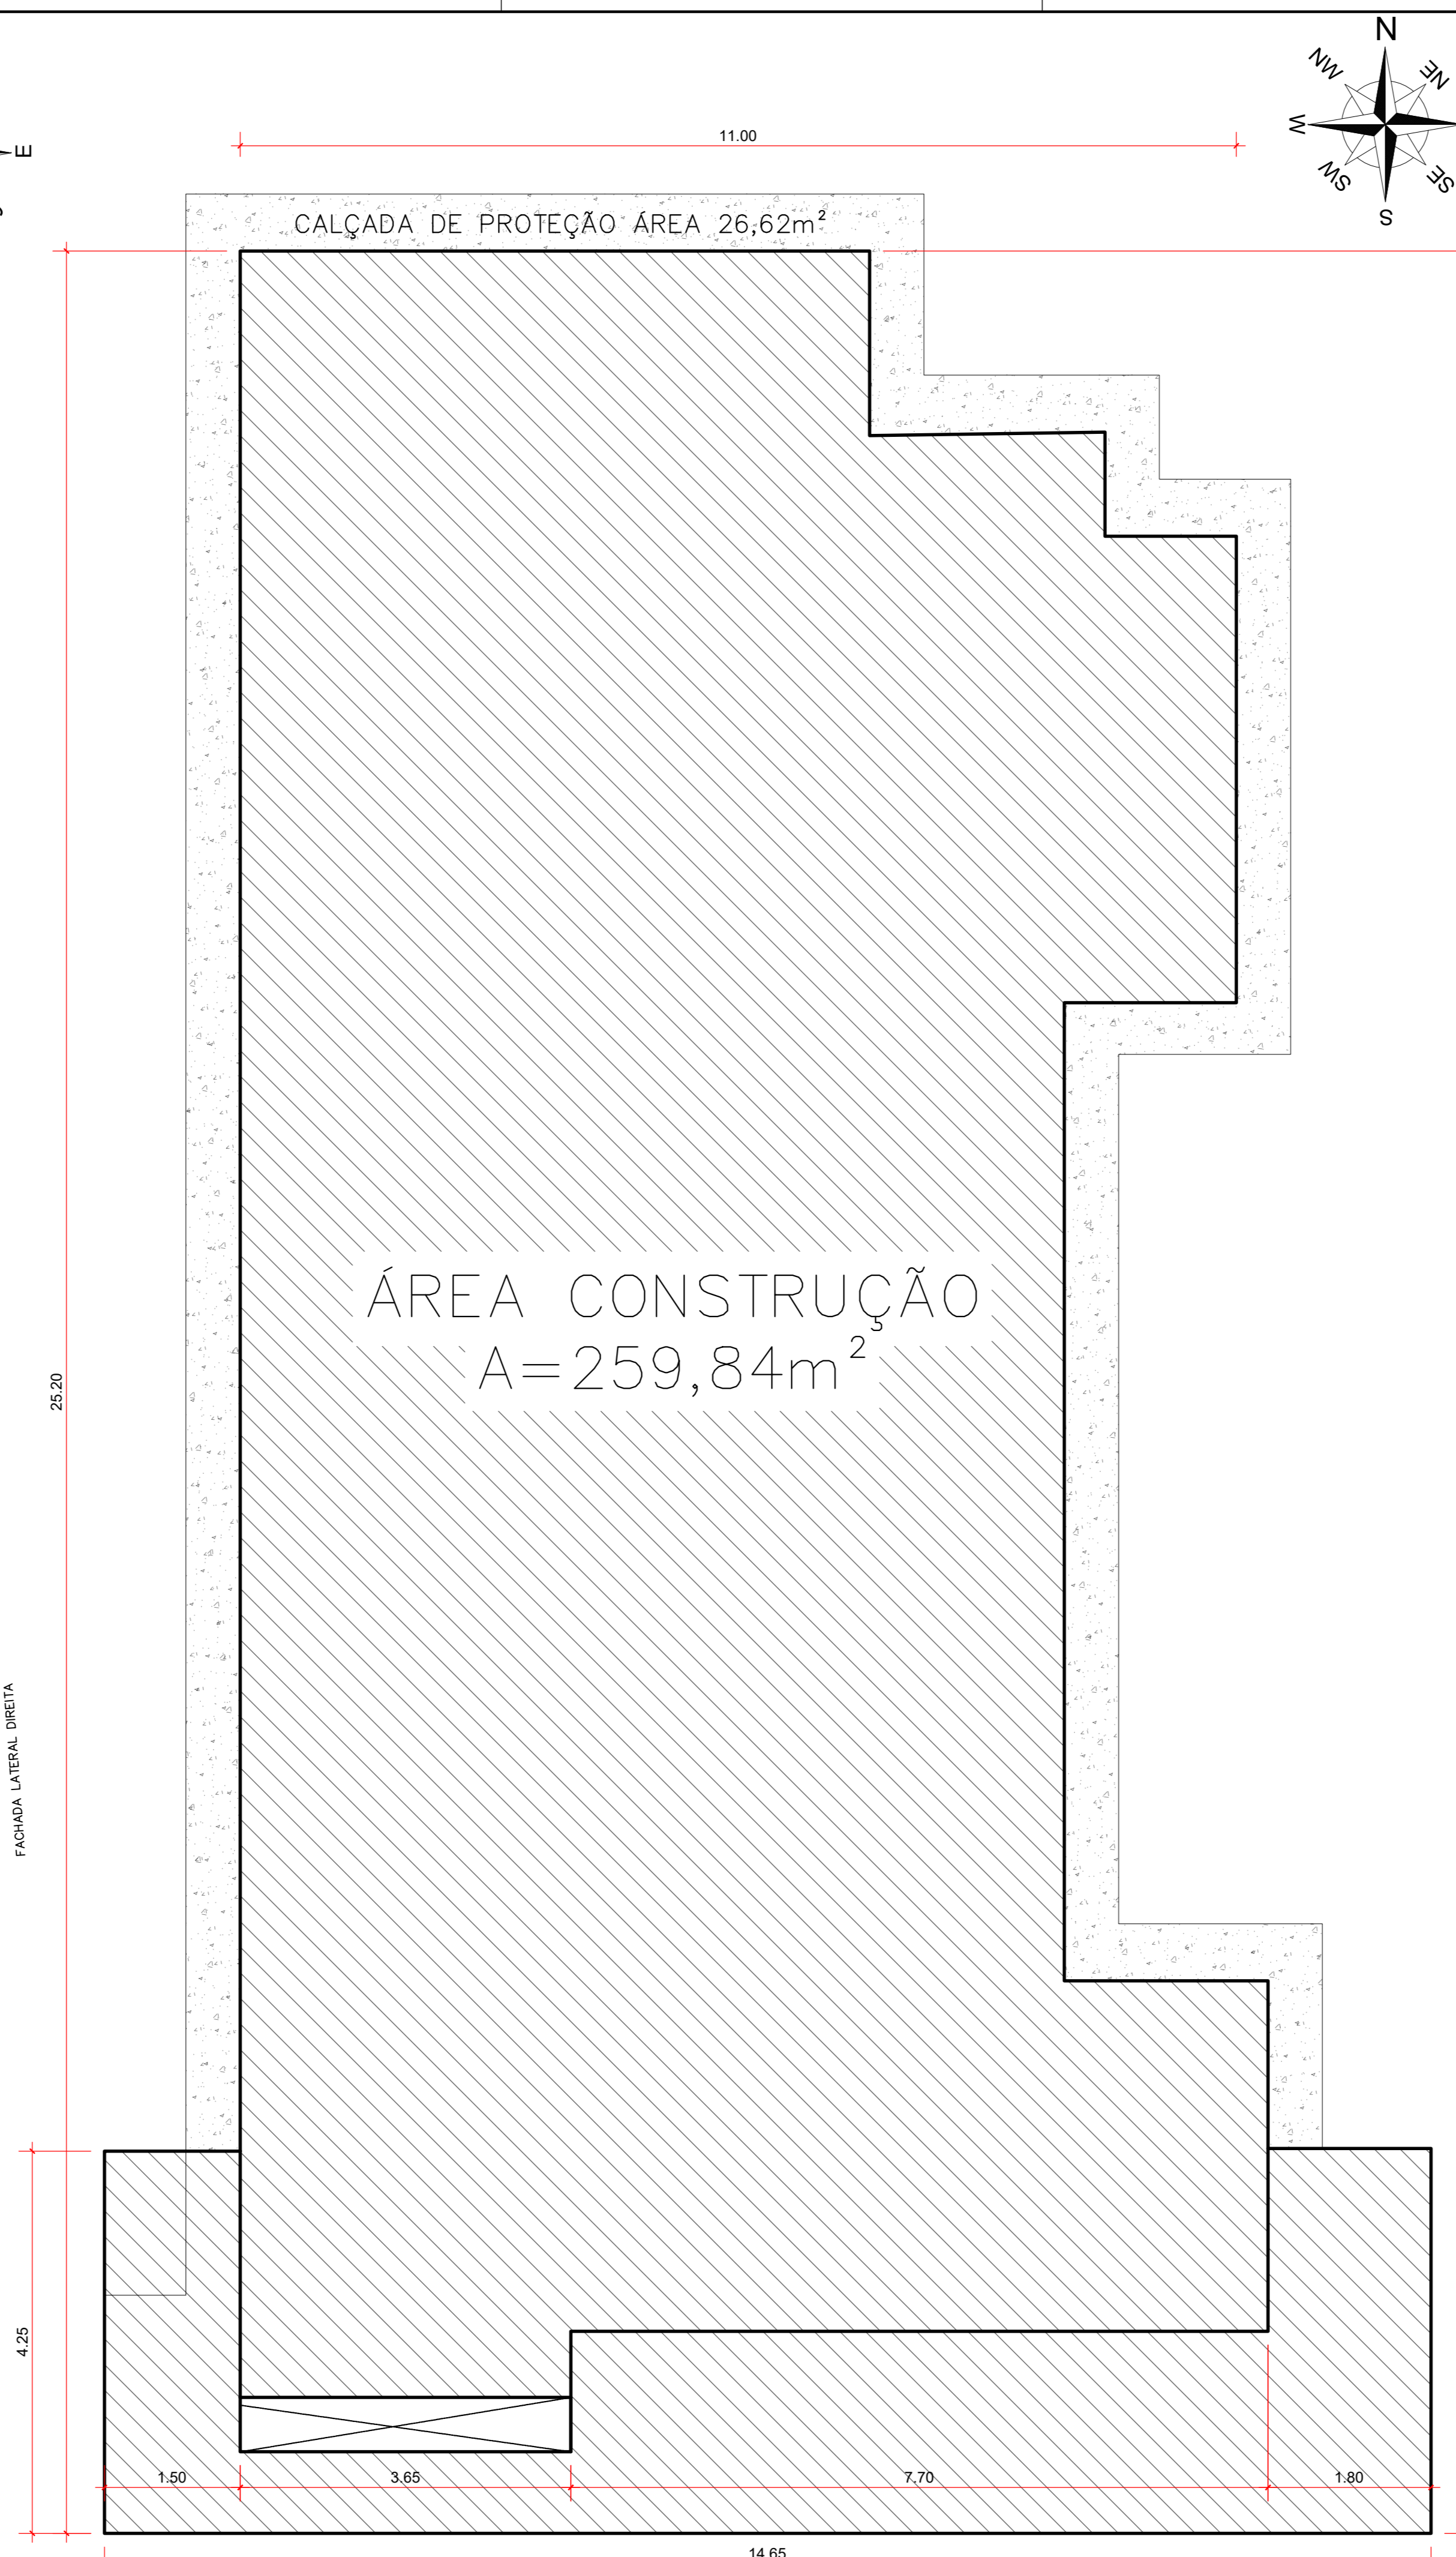 N
NW
NE
W
SW
SE
S
E
11.00
CALÇADA DE PROTEÇÃO ÁREA 26,62m²
ÁREA CONSTRUÇÃO
A=259,84m²
25.20
FACHADA LATERAL DIREITA
4.25
1.50
3.65
7.70
1.80
14.65